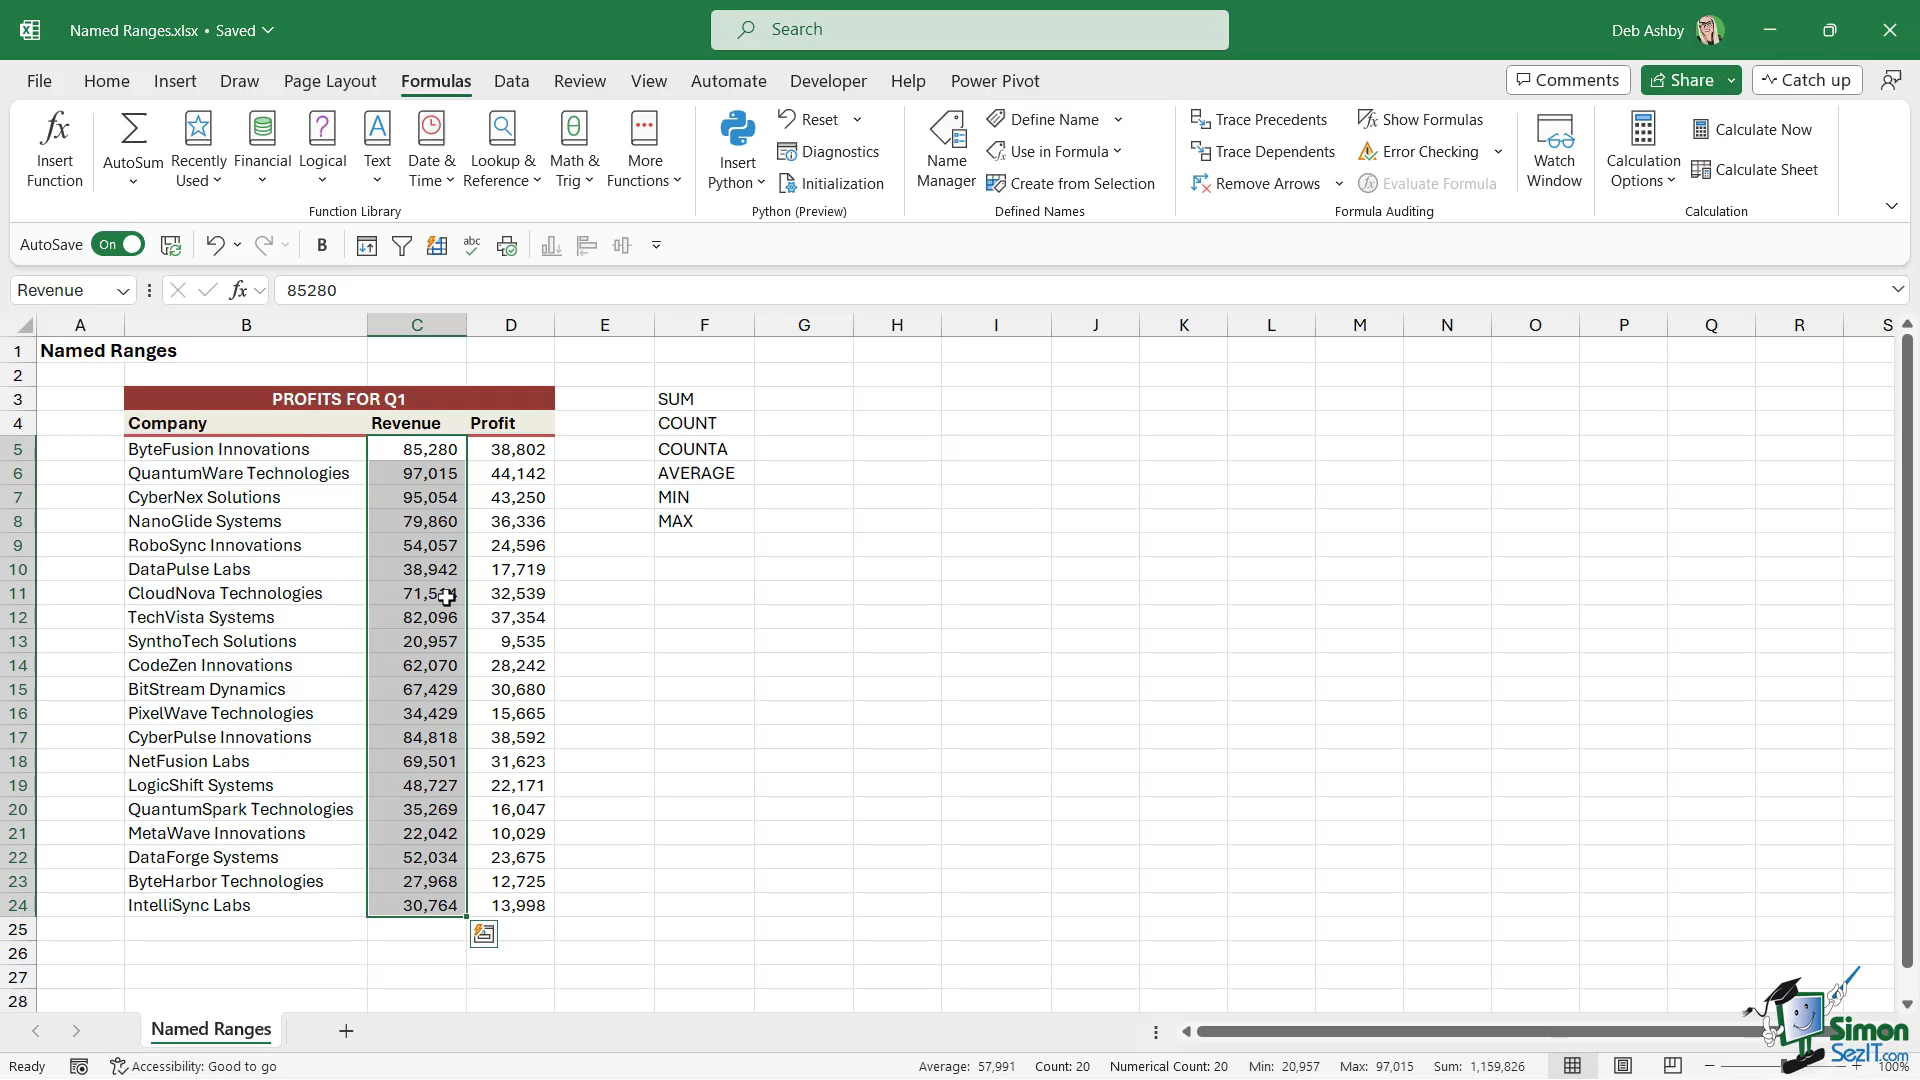 Named Ranges.xlsx • Saved
Search
Deb Ashby
File Home Insert Draw Page Layout Formulas Data Review View Automate Developer Help Power Pivot
Comments Share Catch up
Insert Function
AutoSum
Recently Used
Financial
Logical
Text
Date & Time
Lookup & Reference
Math & Trig
More Functions
Function Library
Insert Python
Reset
Diagnostics
Initialization
Python (Preview)
Name Manager
Define Name
Use in Formula
Create from Selection
Defined Names
Trace Precedents
Trace Dependents
Remove Arrows
Show Formulas
Error Checking
Evaluate Formula
Formula Auditing
Watch Window
Calculation Options
Calculate Now
Calculate Sheet
Calculation
AutoSave On
Revenue fx 85280
A B C D E F G H I J K L M N O P Q R S
1 Named Ranges
2
3 PROFITS FOR Q1 SUM
4 Company Revenue Profit COUNT
5 ByteFusion Innovations 85,280 38,802 COUNTA
6 QuantumWare Technologies 97,015 44,142 AVERAGE
7 CyberNex Solutions 95,054 43,250 MIN
8 NanoGlide Systems 79,860 36,336 MAX
9 RoboSync Innovations 54,057 24,596
10 DataPulse Labs 38,942 17,719
11 CloudNova Technologies 32,539
12 TechVista Systems 82,096 37,354
13 SynthoTech Solutions 20,957 9,535
14 CodeZen Innovations 62,070 28,242
15 BitStream Dynamics 67,429 30,680
16 PixelWave Technologies 34,429 15,665
17 CyberPulse Innovations 84,818 38,592
18 NetFusion Labs 69,501 31,623
19 LogicShift Systems 48,727 22,171
20 QuantumSpark Technologies 35,269 16,047
21 MetaWave Innovations 22,042 10,029
22 DataForge Systems 52,034 23,675
23 ByteHarbor Technologies 27,968 12,725
24 IntelliSync Labs 30,764 13,998
25
26
27
28
Named Ranges
Simon
SezIT.com
Ready Accessibility: Good to go Average: 57,991 Count: 20 Numerical Count: 20 Min: 20,957 Max: 97,015 Sum: 1,159,826 100%